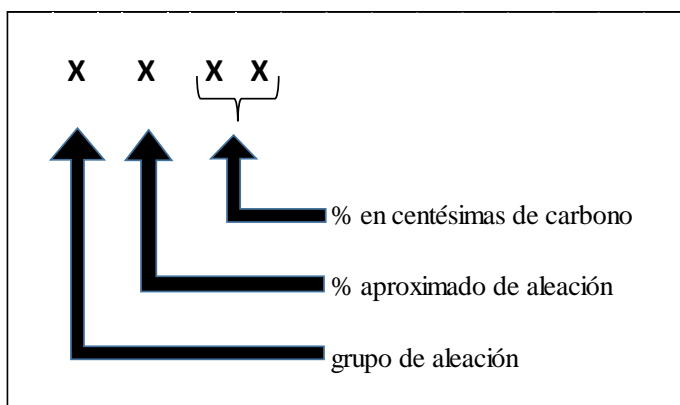 X X X X
% en centésimas de carbono
% aproximado de aleación
grupo de aleación